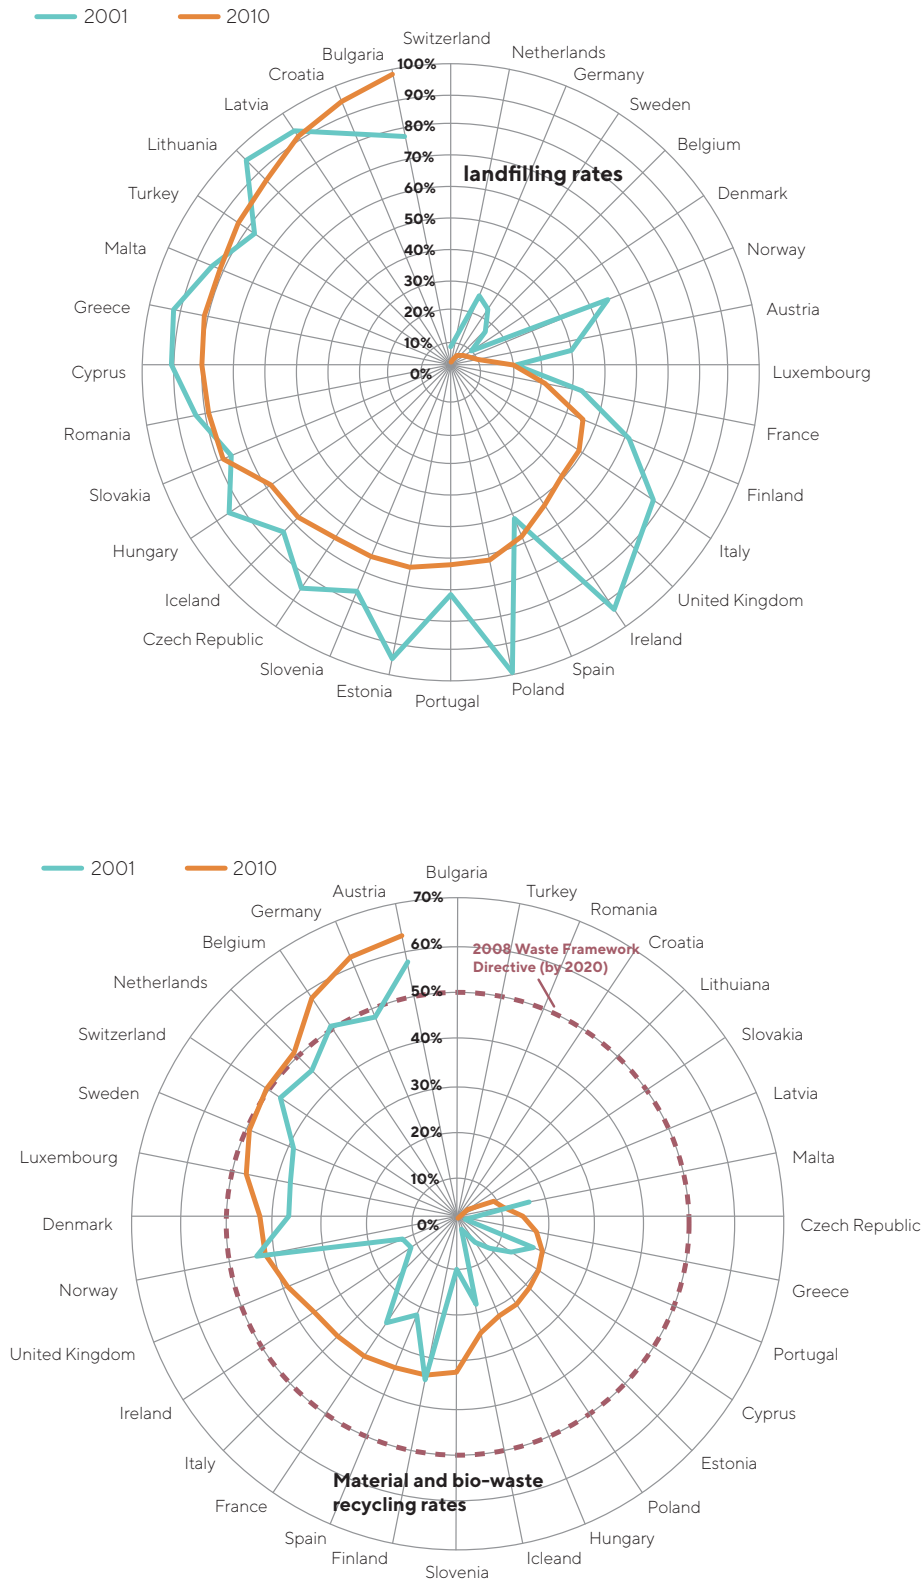 2001
2010
Switzerland
Netherlands
Germany
Sweden
Belgium
Denmark
Norway
Austria
Luxembourg
France
Finland
Italy
United Kingdom
Ireland
Spain
Poland
Portugal
Estonia
Slovenia
Czech Republic
Iceland
Hungary
Slovakia
Romania
Cyprus
Greece
Malta
Turkey
Lithuania
Latvia
Croatia
Bulgaria
100%
90%
80%
70%
60%
50%
40%
30%
20%
10%
0%
landfilling rates
2001
2010
Bulgaria
Turkey
Romania
Croatia
Lithuiana
Slovakia
Latvia
Malta
Czech Republic
Greece
Portugal
Cyprus
Estonia
Poland
Hungary
Icleand
Slovenia
Finland
Spain
France
Italy
Ireland
United Kingdom
Norway
Denmark
Luxembourg
Sweden
Switzerland
Netherlands
Belgium
Germany
Austria
70%
60%
50%
40%
30%
20%
10%
0%
2008 Waste Framework
Directive (by 2020)
Material and bio-waste
recycling rates